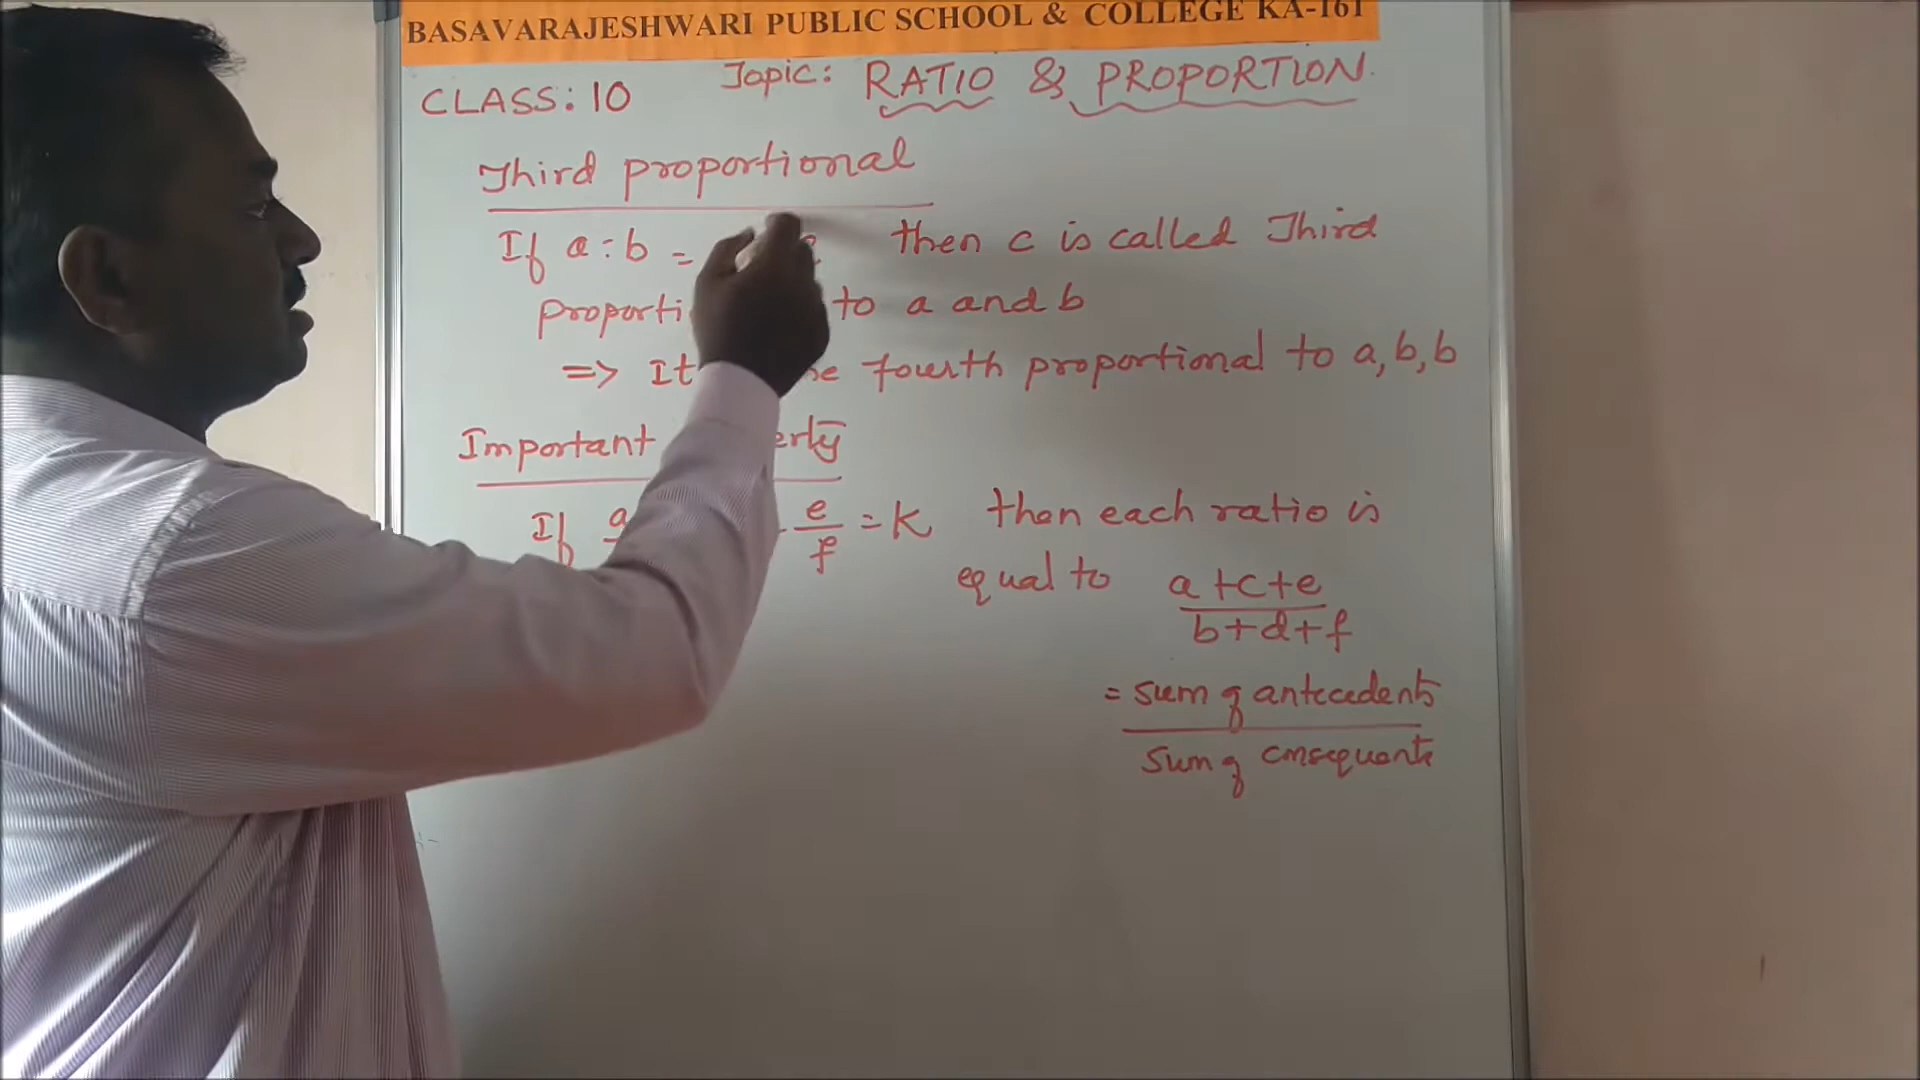 BASAVARAJESHWARI PUBLIC SCHOOL & COLLEGE KA-161
CLASS: 10 Topic: RATIO & PROPORTION.
Third proportional
If a : b = then c is called Third
to a and b
=> It fourth proportional to a, b, b
Important
If e/f = K then each ratio is
equal to a+c+e
b+d+f
= sum of antecedents
sum of consequents